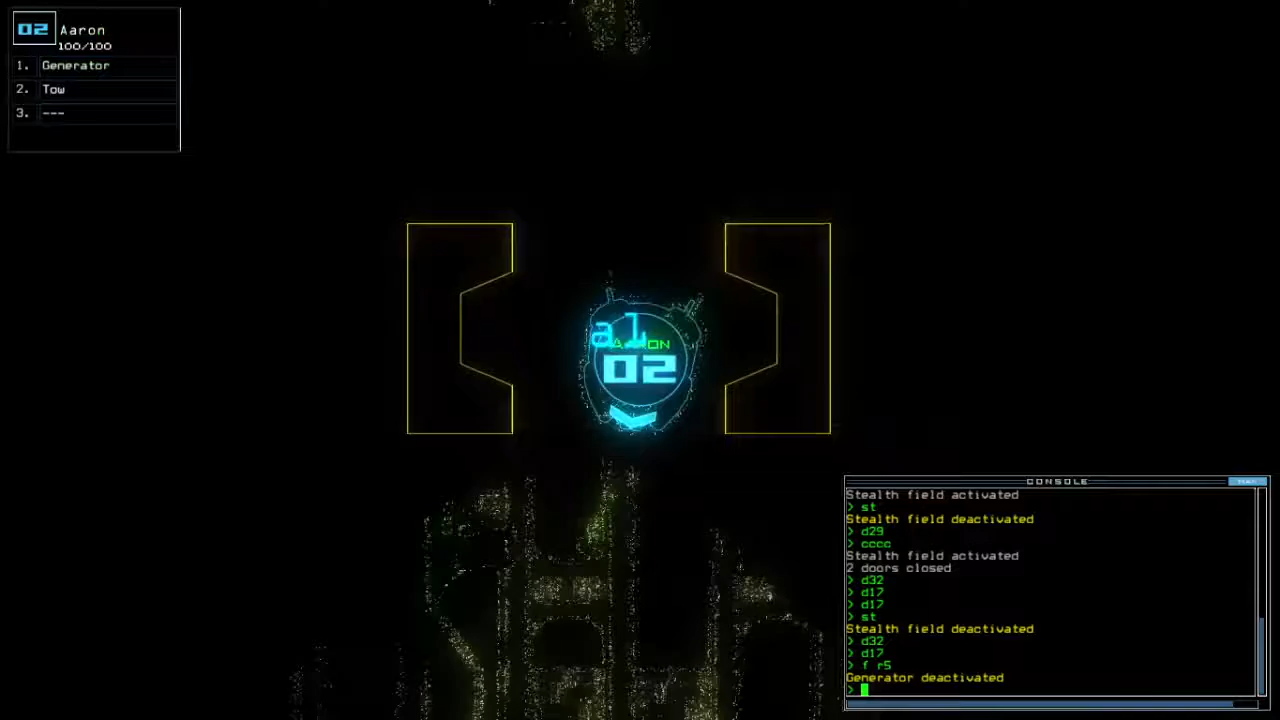 02 Aaron
100/100
1. Generator
2. Tow
3. ---
al
02
CONSOLE
Stealth field activated
> st
Stealth field deactivated
> d29
> cccc
Stealth field activated
2 doors closed
> d32
> d17
> d17
> st
Stealth field deactivated
> d32
> d17
> f r5
Generator deactivated
>